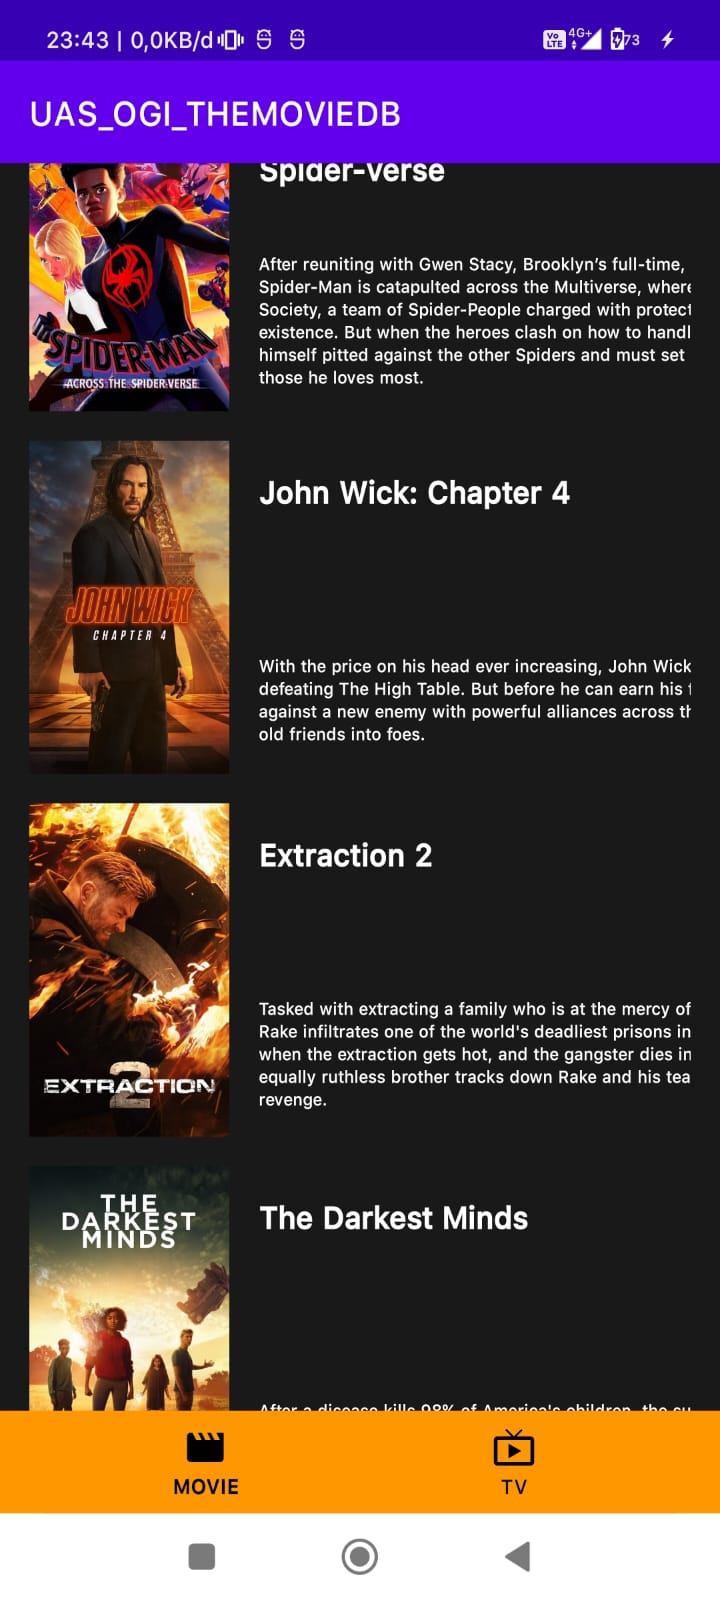 23:43 | 0,0KB/d
Vo LTE 4G+ 73
UAS_OGI_THEMOVIEDB
Spider-Verse
SPIDER-MAN
ACROSS THE SPIDER-VERSE
After reuniting with Gwen Stacy, Brooklyn's full-time,
Spider-Man is catapulted across the Multiverse, where
Society, a team of Spider-People charged with protect
existence. But when the heroes clash on how to handl
himself pitted against the other Spiders and must set
those he loves most.
JOHN WICK
CHAPTER 4
John Wick: Chapter 4
With the price on his head ever increasing, John Wick
defeating The High Table. But before he can earn his
against a new enemy with powerful alliances across th
old friends into foes.
2
EXTRACTION
Extraction 2
Tasked with extracting a family who is at the mercy of
Rake infiltrates one of the world's deadliest prisons in
when the extraction gets hot, and the gangster dies in
equally ruthless brother tracks down Rake and his tea
revenge.
THE
DARKEST
MINDS
The Darkest Minds
After a disease kills 98% of America's children, the su
MOVIE
TV